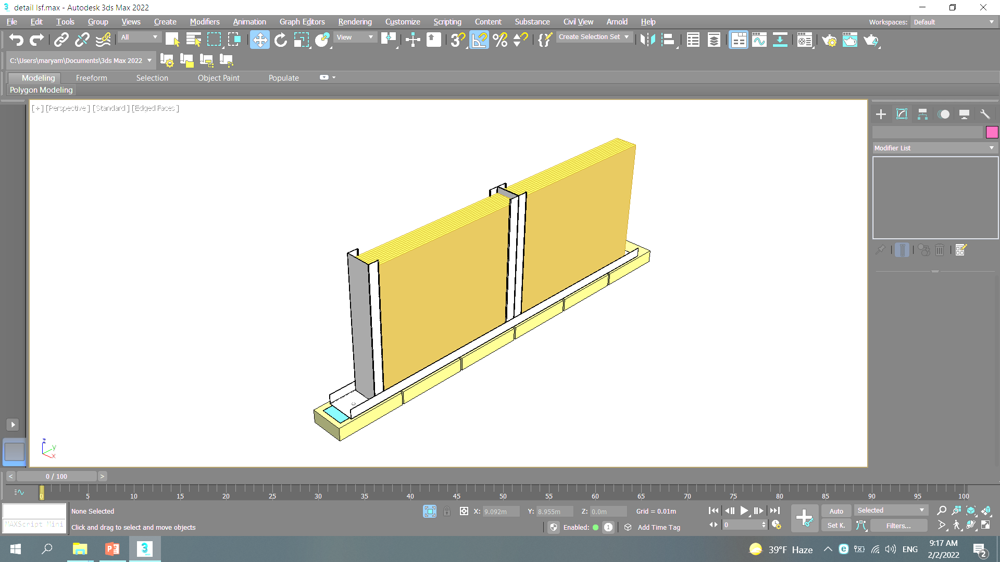 detail lsf.max - Autodesk 3ds Max 2022
File Edit Tools Group Views Create Modifiers Animation Graph Editors Rendering Customize Scripting Content Substance Civil View Arnold Help Workspaces: Default
All View Create Selection Set
C:\Users\maryam\Documents\3ds Max 2022
Modeling Freeform Selection Object Paint Populate
Polygon Modeling
[+] [Perspective] [Standard] [Edged Faces]
Modifier List
z
y
x
< 0 / 100 >
0 5 10 15 20 25 30 35 40 45 50 55 60 65 70 75 80 85 90 95 100
None Selected X: 9.092m Y: 8.955m Z: 0.0m Grid = 0.01m Auto Selected
MAXScript Mini
Click and drag to select and move objects Enabled: 1 Add Time Tag 0 Set K. Filters...
39°F Haze ENG 9:17 AM
2/2/2022 2